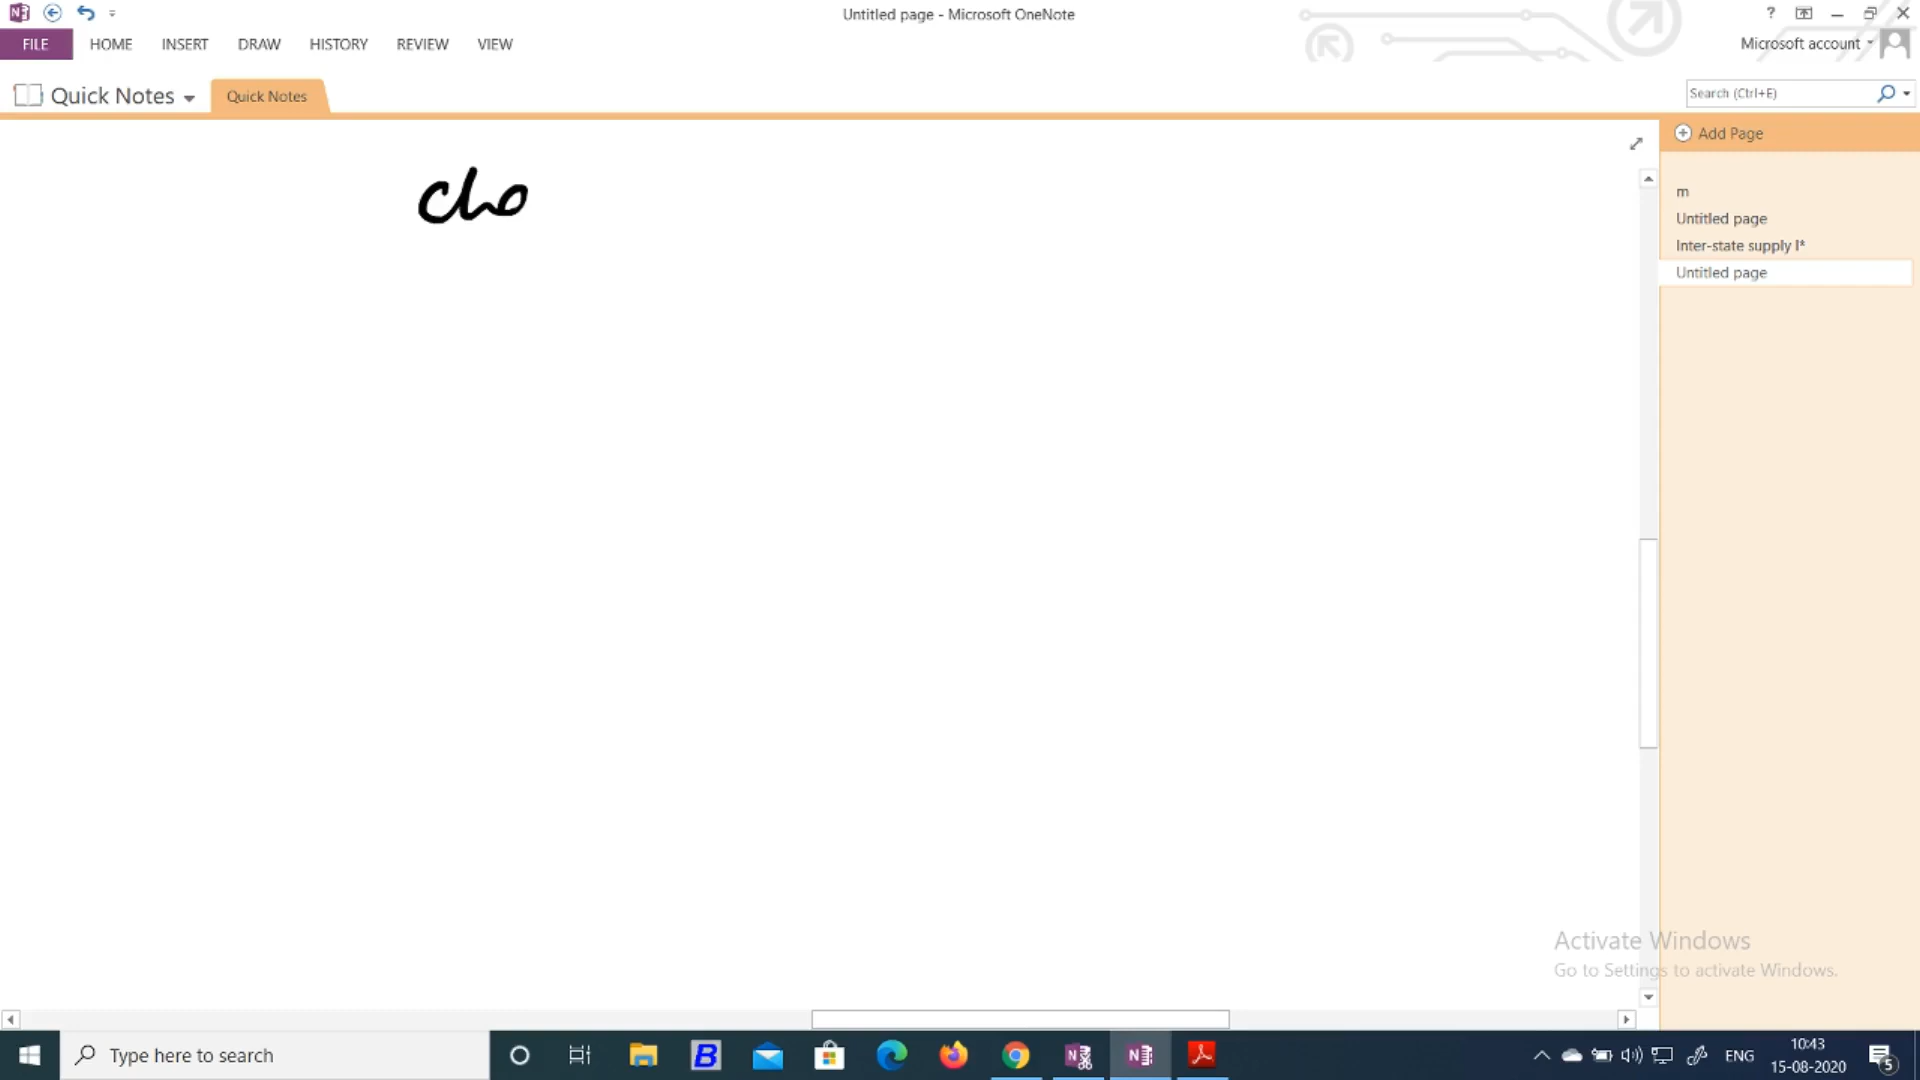 Untitled page - Microsoft OneNote
?
FILE HOME INSERT DRAW HISTORY REVIEW VIEW
Microsoft account
Quick Notes
Quick Notes
Search (Ctrl+E)
Add Page
cho
m
Untitled page
Inter-state supply I*
Untitled page
Activate Windows
Go to Settings to activate Windows.
Type here to search
ENG
10:43
15-08-2020
5